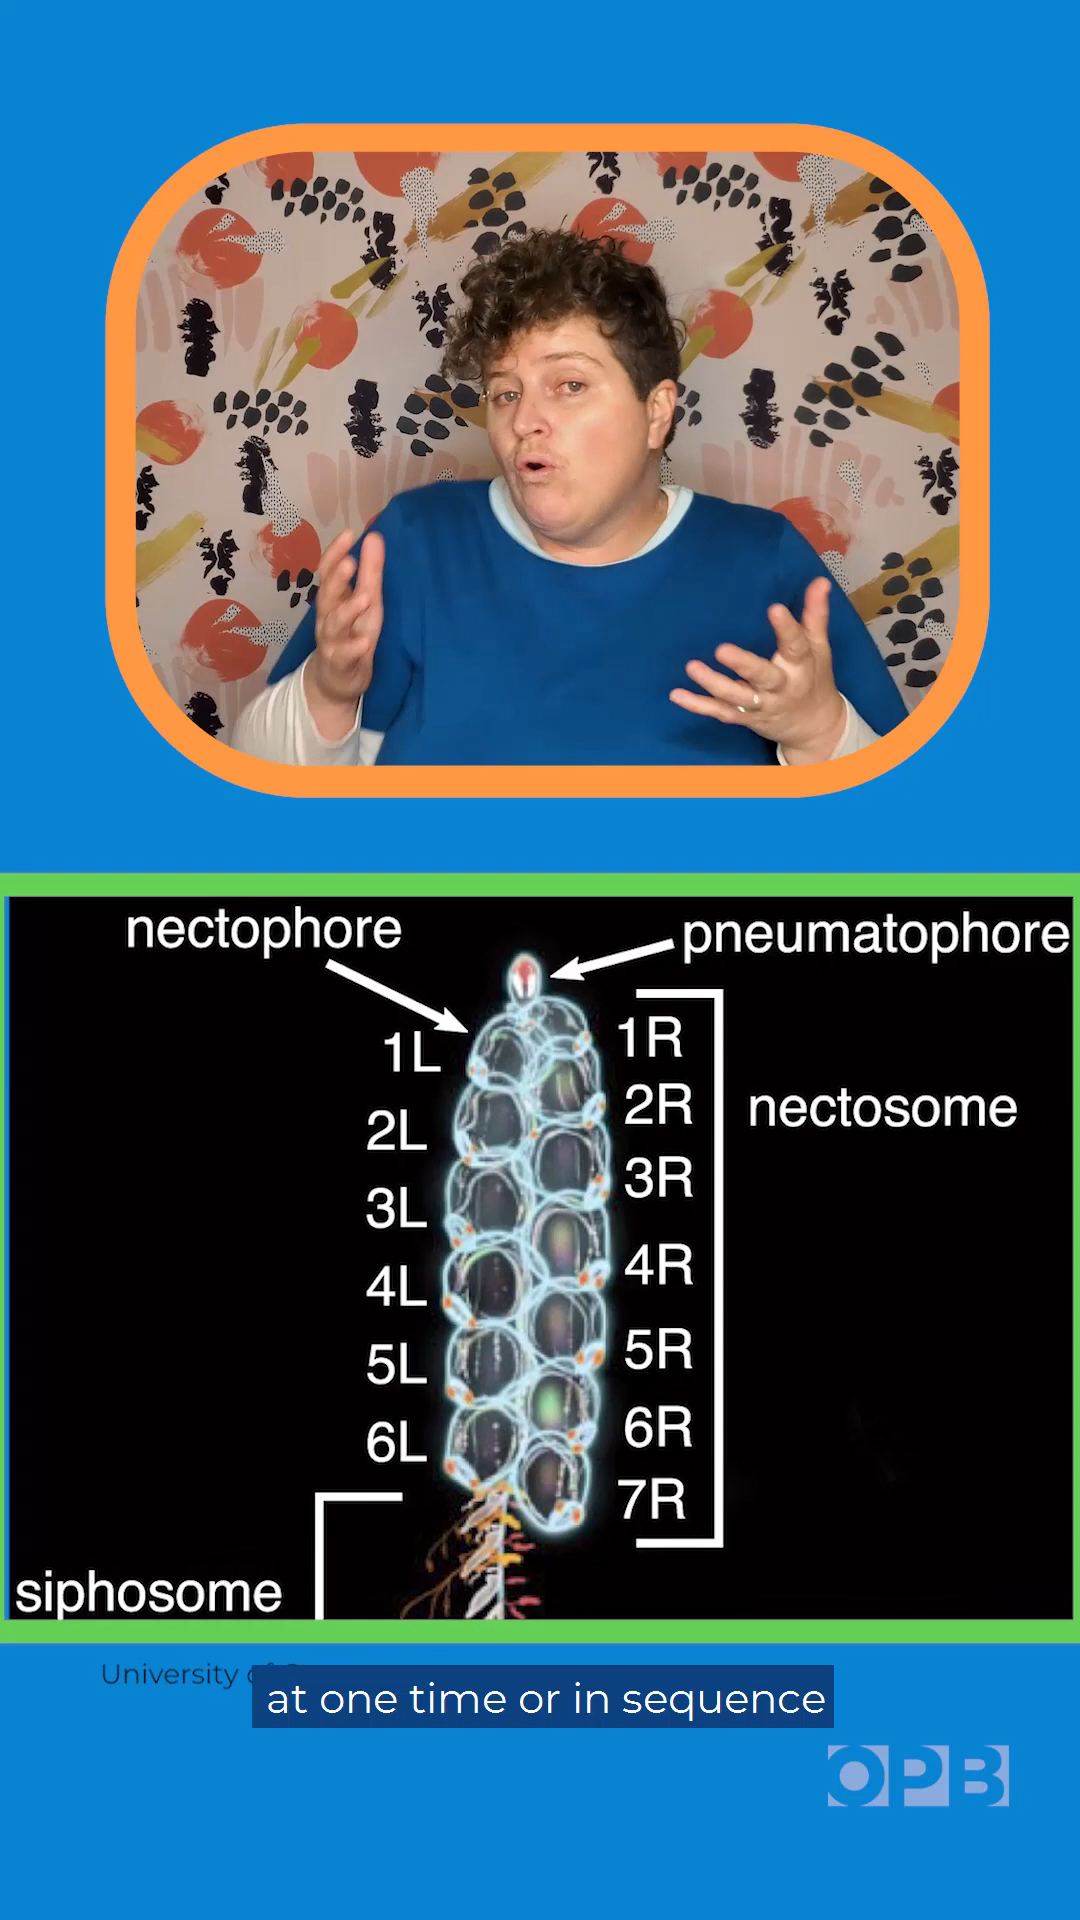 nectophore
pneumatophore
1L
1R
2L
2R
nectosome
3L
3R
4L
4R
5L
5R
6L
6R
7R
siphosome
University
at one time or in sequence
OPB